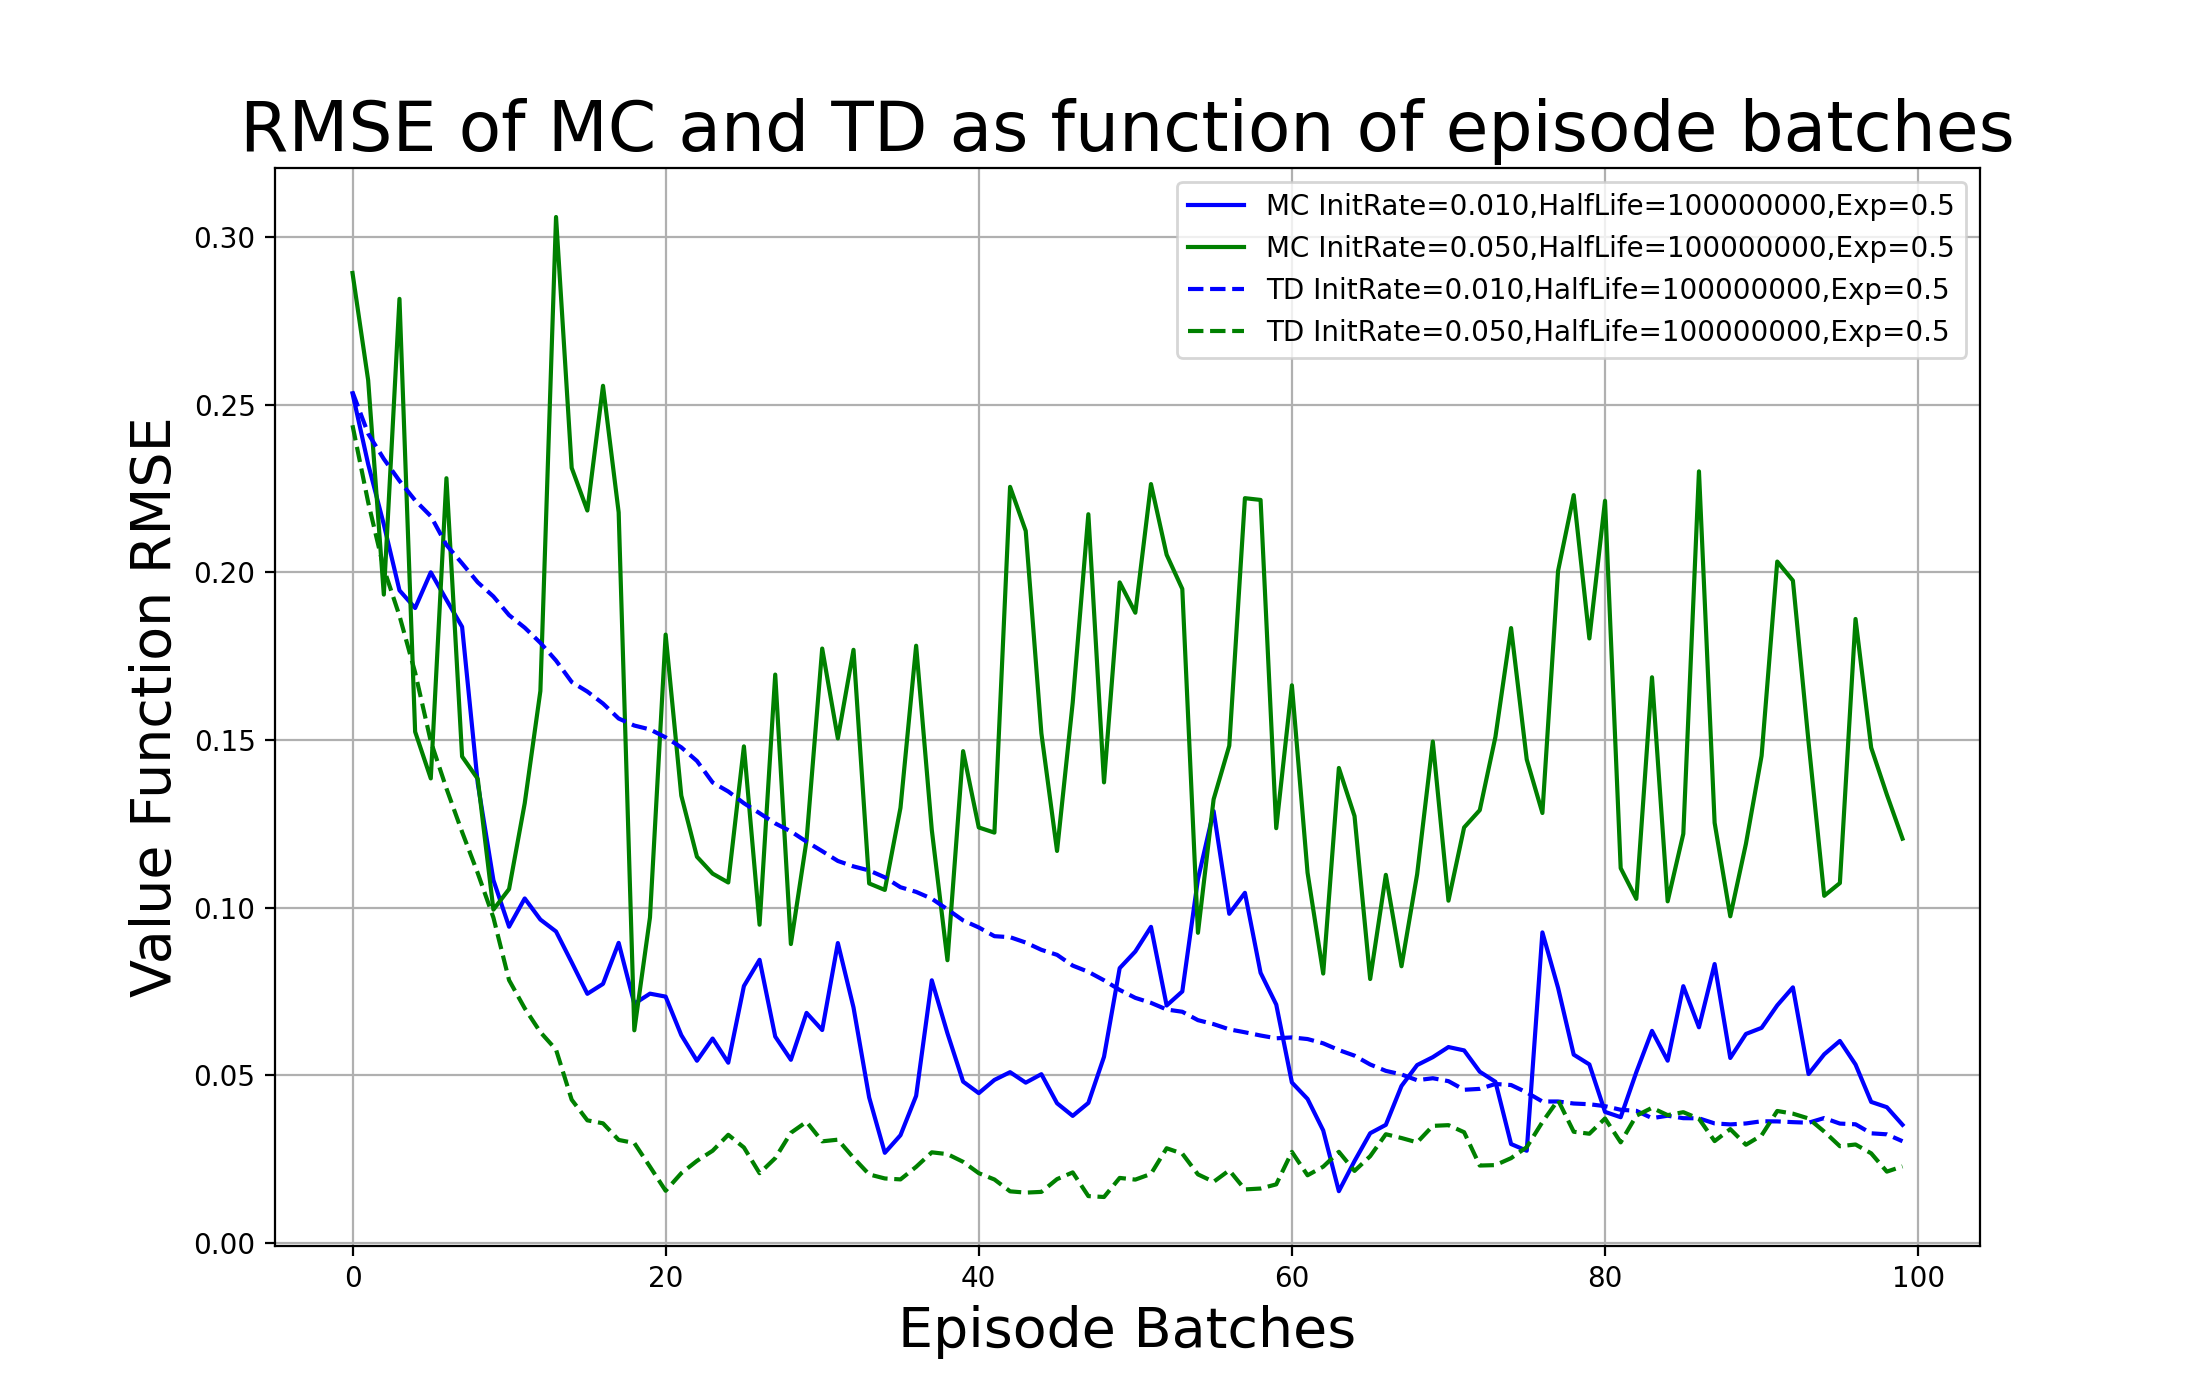 RMSE of MC and TD as function of episode batches
MC InitRate=0.010,HalfLife=100000000,Exp=0.5
MC InitRate=0.050,HalfLife=100000000,Exp=0.5
TD InitRate=0.010,HalfLife=100000000,Exp=0.5
TD InitRate=0.050,HalfLife=100000000,Exp=0.5
Value Function RMSE
0.30
0.25
0.20
0.15
0.10
0.05
0.00
0 20 40 60 80 100
Episode Batches